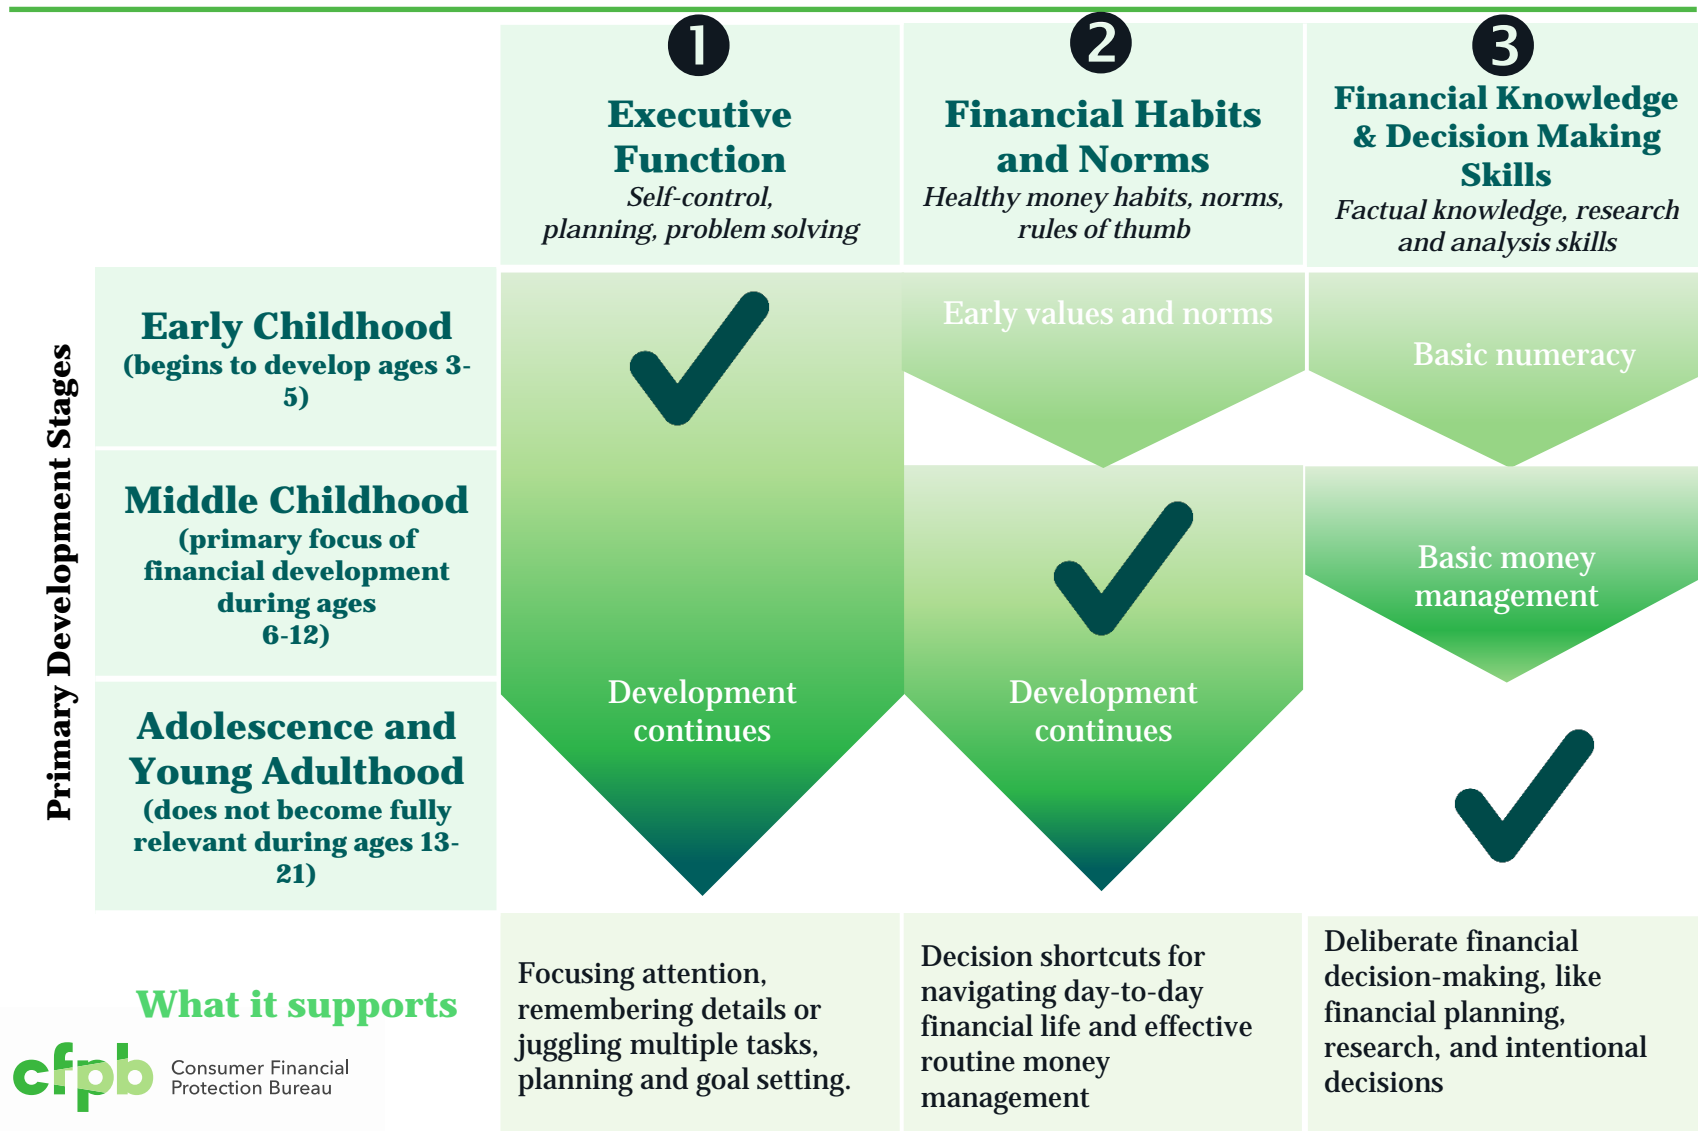 1
Executive
Function
Self-control,
planning, problem solving
2
Financial Habits
and Norms
Healthy money habits, norms,
rules of thumb
3
Financial Knowledge
& Decision Making
Skills
Factual knowledge, research
and analysis skills
Primary Development Stages
Early Childhood
(begins to develop ages 3-
5)
Early values and norms
Basic numeracy
Middle Childhood
(primary focus of
financial development
during ages
6-12)
Basic money
management
Adolescence and
Young Adulthood
(does not become fully
relevant during ages 13-
21)
Development
continues
Development
continues
What it supports
Focusing attention,
remembering details or
juggling multiple tasks,
planning and goal setting.
Decision shortcuts for
navigating day-to-day
financial life and effective
routine money
management
Deliberate financial
decision-making, like
financial planning,
research, and intentional
decisions
cfpb
Consumer Financial
Protection Bureau